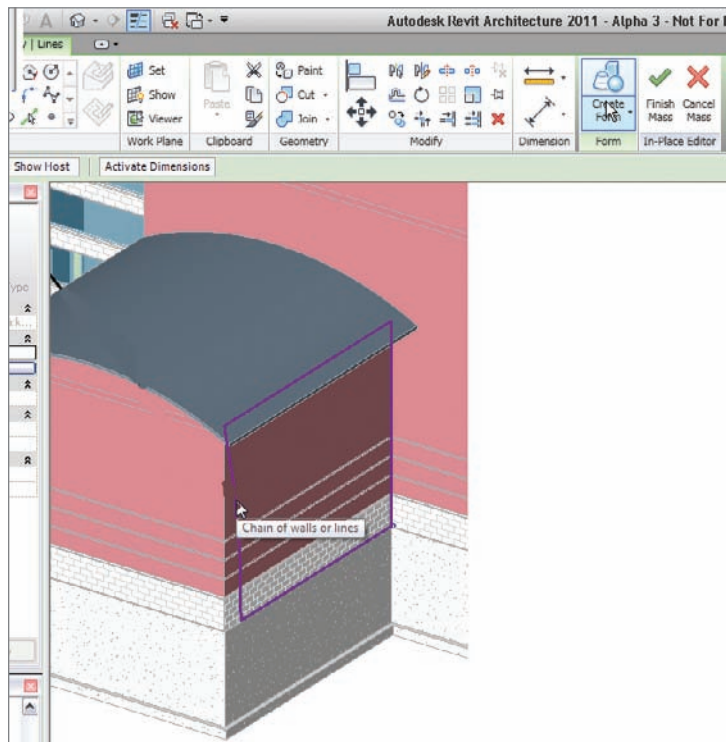 Autodesk Revit Architecture 2011 - Alpha 3 - Not For
Lines
Set
Show
Viewer
Paste
Paint
Cut
Join
Create Form
Finish Mass
Cancel Mass
Work Plane
Clipboard
Geometry
Modify
Dimension
Form
In-Place Editor
Show Host
Activate Dimensions
Chain of walls or lines